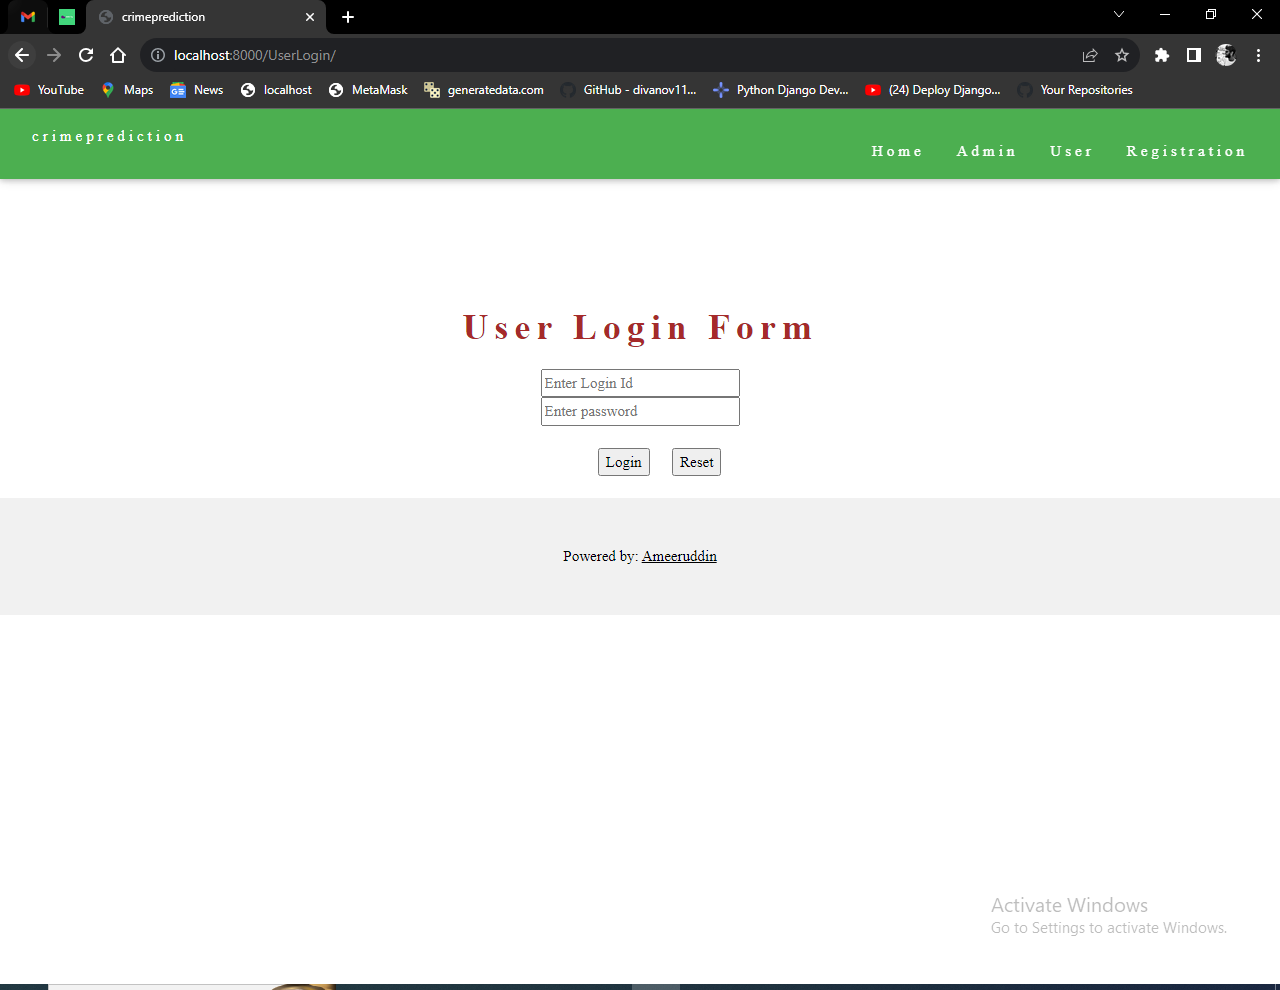 crimeprediction
localhost:8000/UserLogin/
YouTube Maps News localhost MetaMask generatedata.com GitHub - divanov11... Python Django Dev... (24) Deploy Django... Your Repositories
crimeprediction
Home Admin User Registration
User Login Form
Enter Login Id
Enter password
Login Reset
Powered by: Ameeruddin
Activate Windows
Go to Settings to activate Windows.